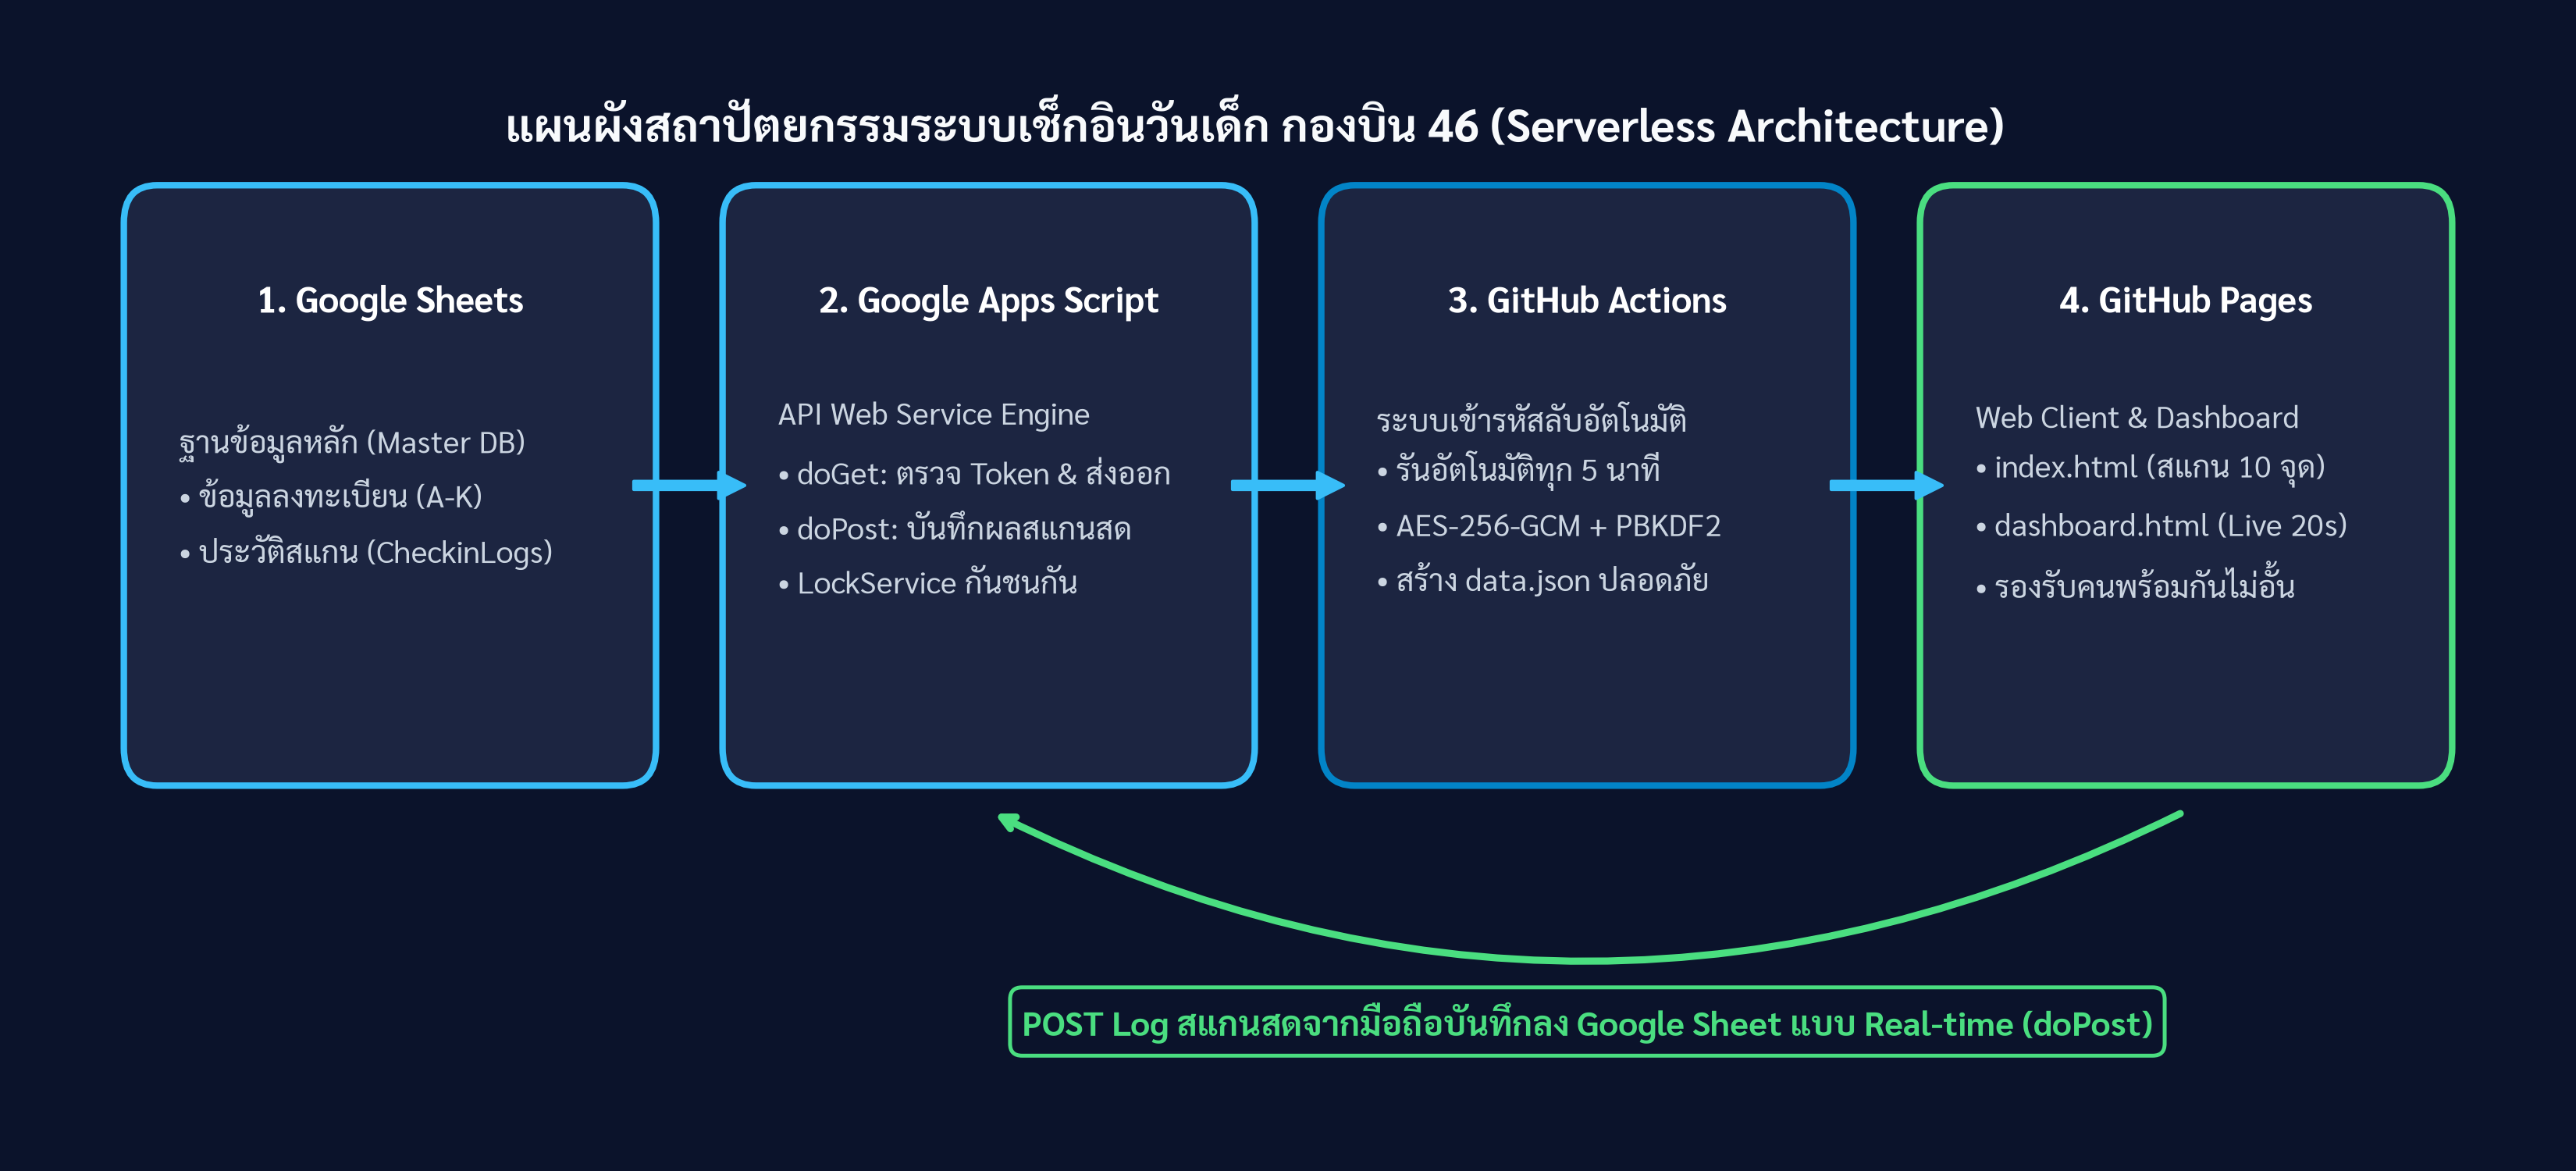 แผนผังสถาปัตยกรรมระบบเช็กอินวันเด็ก กองบิน 46 (Serverless Architecture)
1. Google Sheets
ฐานข้อมูลหลัก (Master DB)
• ข้อมูลลงทะเบียน (A-K)
• ประวัติสแกน (CheckinLogs)
2. Google Apps Script
API Web Service Engine
• doGet: ตรวจ Token & ส่งออก
• doPost: บันทึกผลสแกนสด
• LockService กันชนกัน
3. GitHub Actions
ระบบเข้ารหัสลับอัตโนมัติ
• รันอัตโนมัติทุก 5 นาที
• AES-256-GCM + PBKDF2
• สร้าง data.json ปลอดภัย
4. GitHub Pages
Web Client & Dashboard
• index.html (สแกน 10 จุด)
• dashboard.html (Live 20s)
• รองรับคนพร้อมกันไม่อั้น
POST Log สแกนสดจากมือถือบันทึกลง Google Sheet แบบ Real-time (doPost)